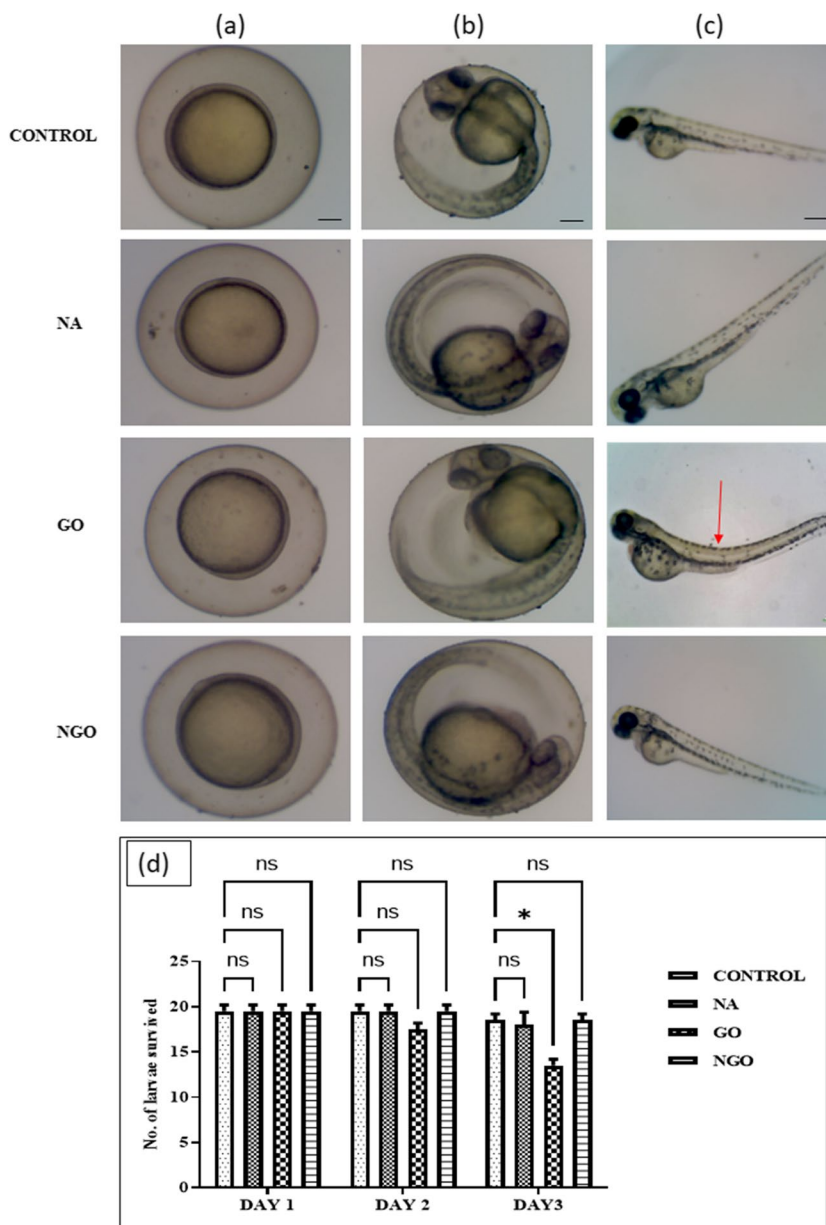 (a) (b) (c)
CONTROL
NA
GO
NGO
(d)
ns ns ns
ns ns *
ns ns ns
25
20
15
10
5
0
No. of larvae survived
DAY 1 DAY 2 DAY3
CONTROL
NA
GO
NGO